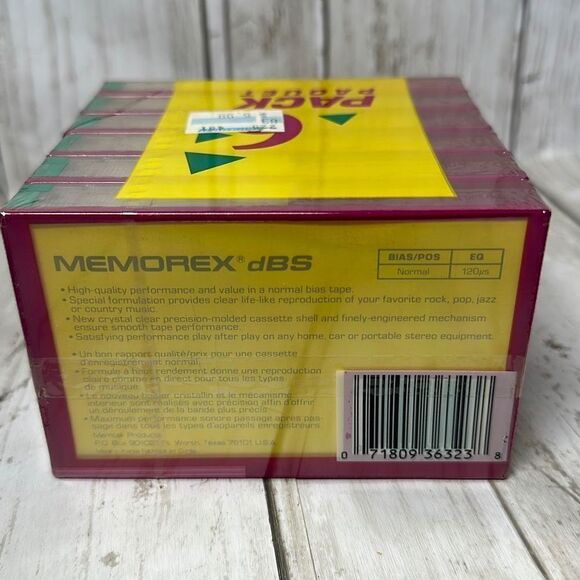 PACK
PAQUET
MEMOREX® dBS
BIAS/POS EQ
Normal 120µs
• High-quality performance and value in a normal bias tape.
• Special formulation provides clear life-like reproduction of your favorite rock, pop, jazz
or country music.
• New crystal clear precision-molded cassette shell and finely-engineered mechanism
ensure smooth tape performance.
• Satisfying performance play after play on any home, car or portable stereo equipment.
• Un bon rapport qualité/prix pour une cassette
d'enregistrement normal.
• Formule à haut rendement donne une reproduction
claire comme en direct pour tous les types
de musique.
• Le nouveau boîtier cristallin et le mécanisme
intérieur sont réalisés avec précision affin d'offrir
un déroulement de la bande plus précis.
• Maximum performance sonore passage après pas-
sage dans tous les types d'appareils enregistreurs.
Memtek Products
P.O. Box 901021, Ft. Worth, Texas 76101 U.S.A.
0 71809 36323 8